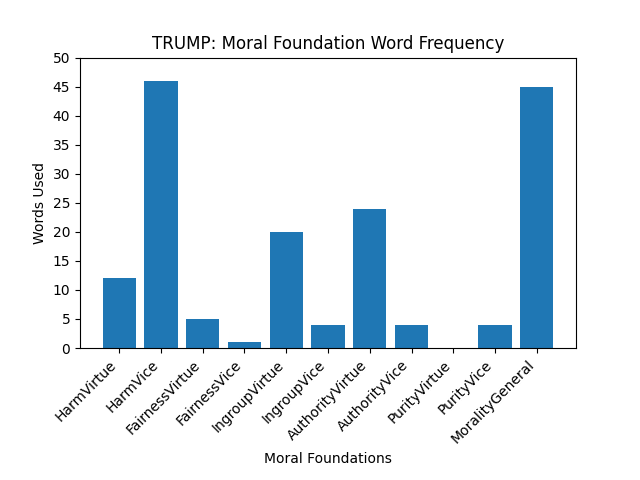 TRUMP: Moral Foundation Word Frequency
Words Used
50
45
40
35
30
25
20
15
10
5
0
HarmVirtue
HarmVice
FairnessVirtue
FairnessVice
IngroupVirtue
IngroupVice
AuthorityVirtue
AuthorityVice
PurityVirtue
PurityVice
MoralityGeneral
Moral Foundations